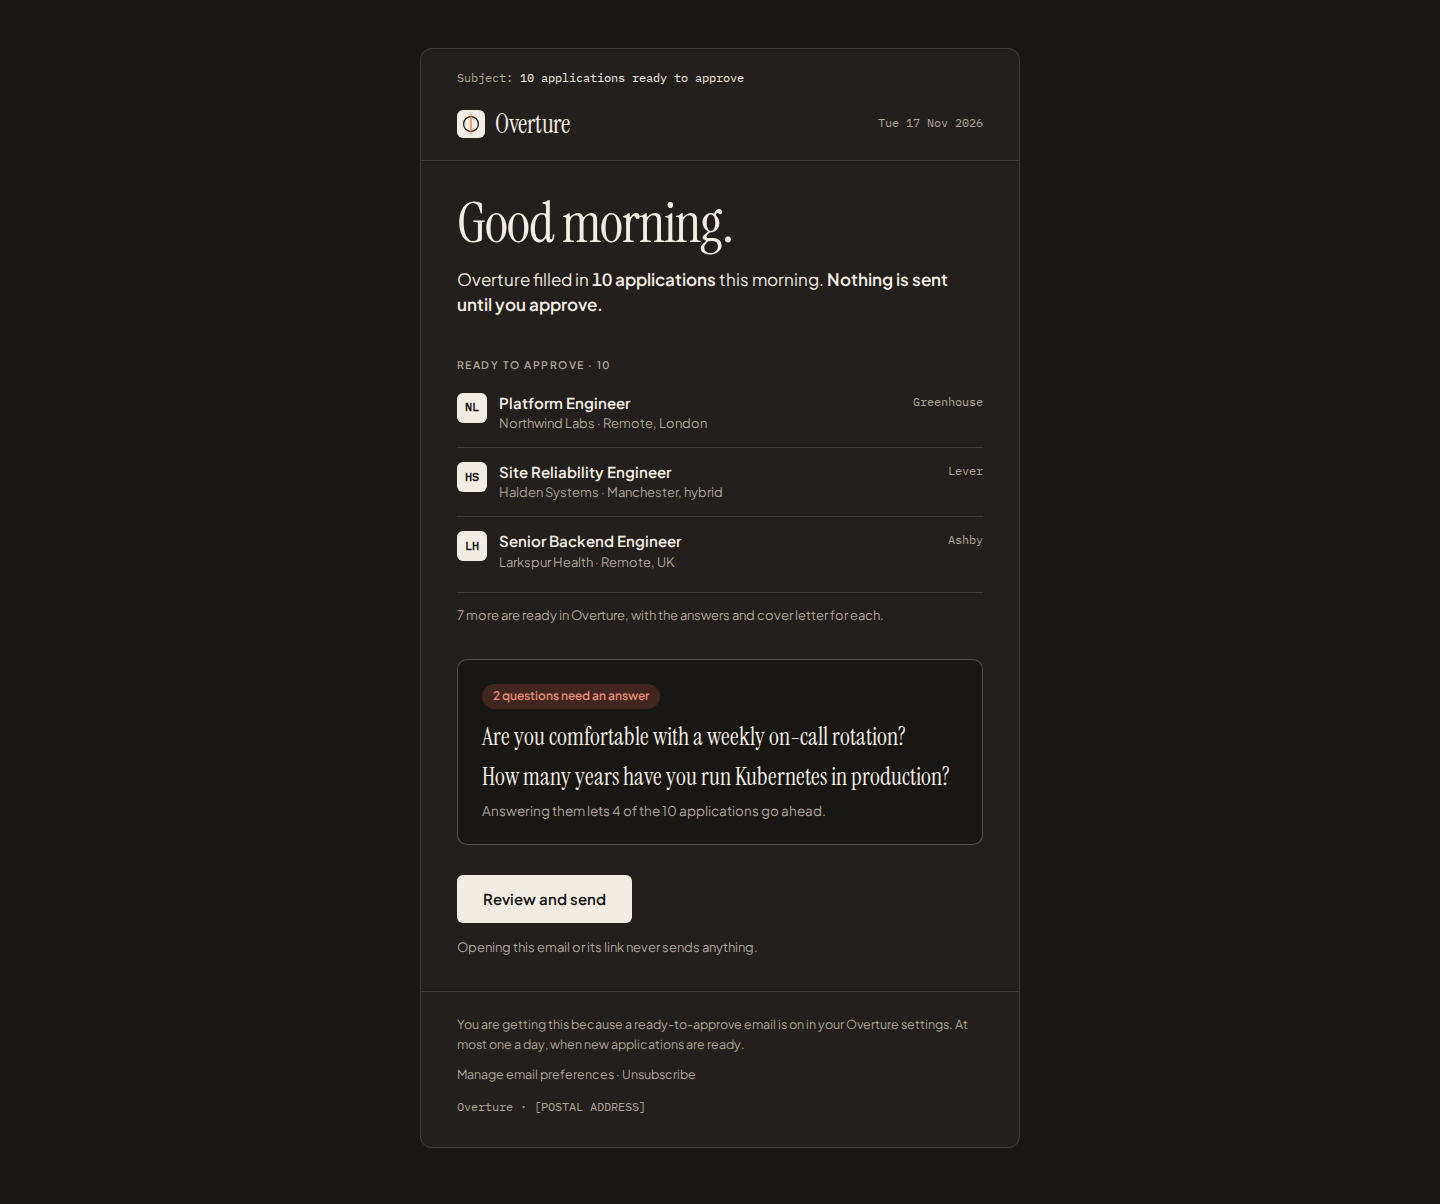 Subject: 10 applications ready to approve
Overture
Tue 17 Nov 2026
Good morning.
Overture filled in 10 applications this morning. Nothing is sent
until you approve.
READY TO APPROVE · 10
NL
Platform Engineer
Greenhouse
Northwind Labs · Remote, London
HS
Site Reliability Engineer
Lever
Halden Systems · Manchester, hybrid
LH
Senior Backend Engineer
Ashby
Larkspur Health · Remote, UK
7 more are ready in Overture, with the answers and cover letter for each.
2 questions need an answer
Are you comfortable with a weekly on-call rotation?
How many years have you run Kubernetes in production?
Answering them lets 4 of the 10 applications go ahead.
Review and send
Opening this email or its link never sends anything.
You are getting this because a ready-to-approve email is on in your Overture settings. At
most one a day, when new applications are ready.
Manage email preferences · Unsubscribe
Overture · [POSTAL ADDRESS]